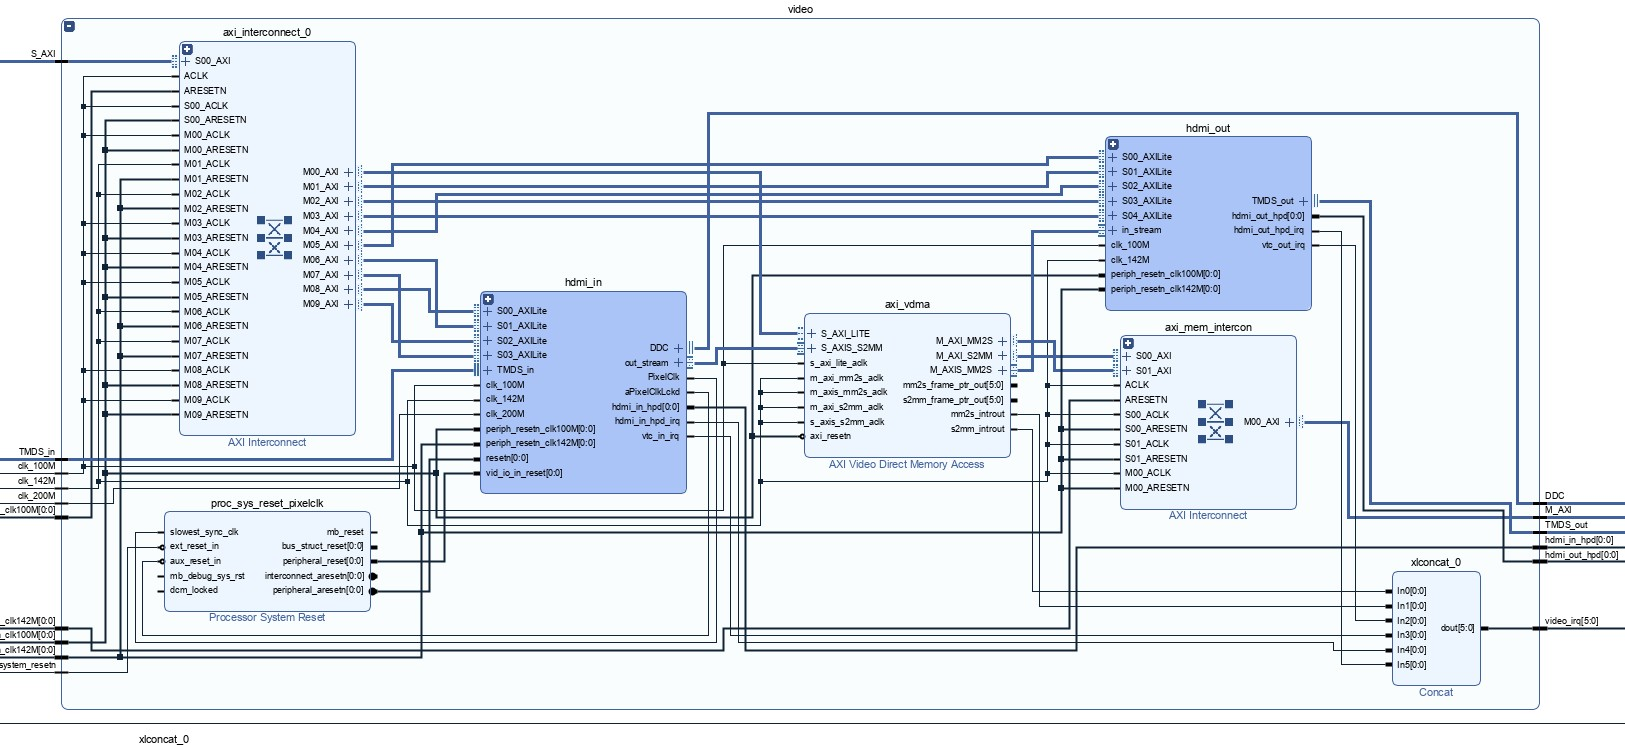 video
axi_interconnect_0
S_AXI
S00_AXI
ACLK
ARESETN
S00_ACLK
S00_ARESETN
M00_ACLK
M00_ARESETN
M01_ACLK
M01_ARESETN
M02_ACLK
M02_ARESETN
M03_ACLK
M03_ARESETN
M04_ACLK
M04_ARESETN
M05_ACLK
M05_ARESETN
M06_ACLK
M06_ARESETN
M07_ACLK
M07_ARESETN
M08_ACLK
M08_ARESETN
M09_ACLK
M09_ARESETN
M00_AXI
M01_AXI
M02_AXI
M03_AXI
M04_AXI
M05_AXI
M06_AXI
M07_AXI
M08_AXI
M09_AXI
AXI Interconnect
hdmi_in
S00_AXILite
S01_AXILite
S02_AXILite
S03_AXILite
TMDS_in
clk_100M
clk_142M
clk_200M
periph_resetn_clk100M[0:0]
periph_resetn_clk142M[0:0]
resetn[0:0]
vid_io_in_reset[0:0]
DDC
out_stream
PixelClk
aPixelClkLckd
hdmi_in_hpd[0:0]
hdmi_in_hpd_irq
vtc_in_irq
axi_vdma
S_AXI_LITE
S_AXIS_S2MM
s_axi_lite_aclk
m_axi_mm2s_aclk
m_axis_mm2s_aclk
m_axi_s2mm_aclk
s_axis_s2mm_aclk
axi_resetn
M_AXI_MM2S
M_AXI_S2MM
M_AXIS_MM2S
mm2s_frame_ptr_out[5:0]
s2mm_frame_ptr_out[5:0]
mm2s_introut
s2mm_introut
AXI Video Direct Memory Access
hdmi_out
S00_AXILite
S01_AXILite
S02_AXILite
S03_AXILite
S04_AXILite
in_stream
clk_100M
clk_142M
periph_resetn_clk100M[0:0]
periph_resetn_clk142M[0:0]
TMDS_out
hdmi_out_hpd[0:0]
hdmi_out_hpd_irq
vtc_out_irq
axi_mem_intercon
S00_AXI
S01_AXI
ACLK
ARESETN
S00_ACLK
S00_ARESETN
S01_ACLK
S01_ARESETN
M00_ACLK
M00_ARESETN
M00_AXI
AXI Interconnect
TMDS_in
clk_100M
clk_142M
clk_200M
_clk100M[0:0]
proc_sys_reset_pixelclk
slowest_sync_clk
ext_reset_in
aux_reset_in
mb_debug_sys_rst
dcm_locked
mb_reset
bus_struct_reset[0:0]
peripheral_reset[0:0]
interconnect_aresetn[0:0]
peripheral_aresetn[0:0]
Processor System Reset
_clk142M[0:0]
_clk100M[0:0]
_clk142M[0:0]
system_resetn
DDC
M_AXI
TMDS_out
hdmi_in_hpd[0:0]
hdmi_out_hpd[0:0]
xlconcat_0
In0[0:0]
In1[0:0]
In2[0:0]
In3[0:0]
In4[0:0]
In5[0:0]
dout[5:0]
video_irq[5:0]
Concat
xlconcat_0